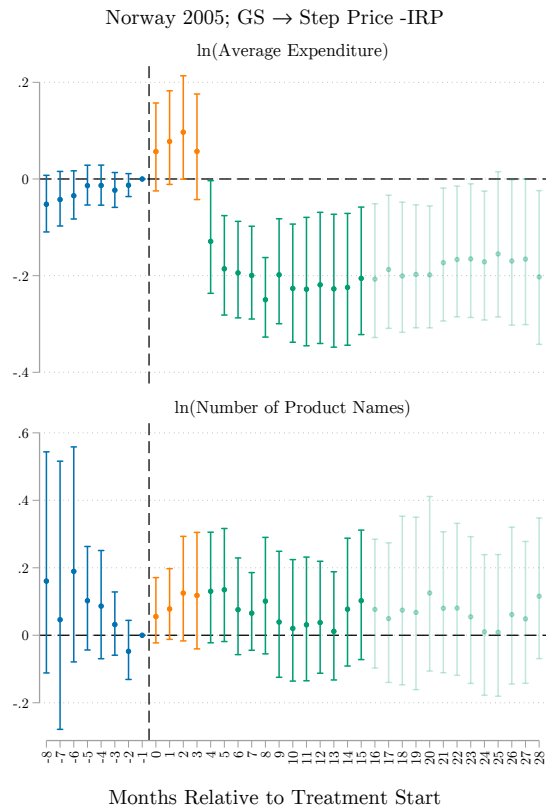 Norway 2005; GS → Step Price -IRP
ln(Average Expenditure)
.2
0
-.2
-.4
ln(Number of Product Names)
.6
.4
.2
0
-.2
-8 -7 -6 -5 -4 -3 -2 -1 0 1 2 3 4 5 6 7 8 9 10 11 12 13 14 15 16 17 18 19 20 21 22 23 24 25 26 27 28
Months Relative to Treatment Start